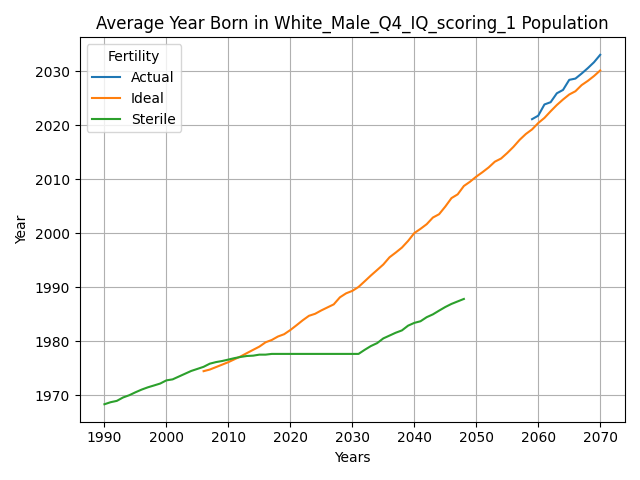 Average Year Born in White_Male_Q4_IQ_scoring_1 Population
Fertility
Actual
Ideal
Sterile
Year
2030
2020
2010
2000
1990
1980
1970
1990 2000 2010 2020 2030 2040 2050 2060 2070
Years